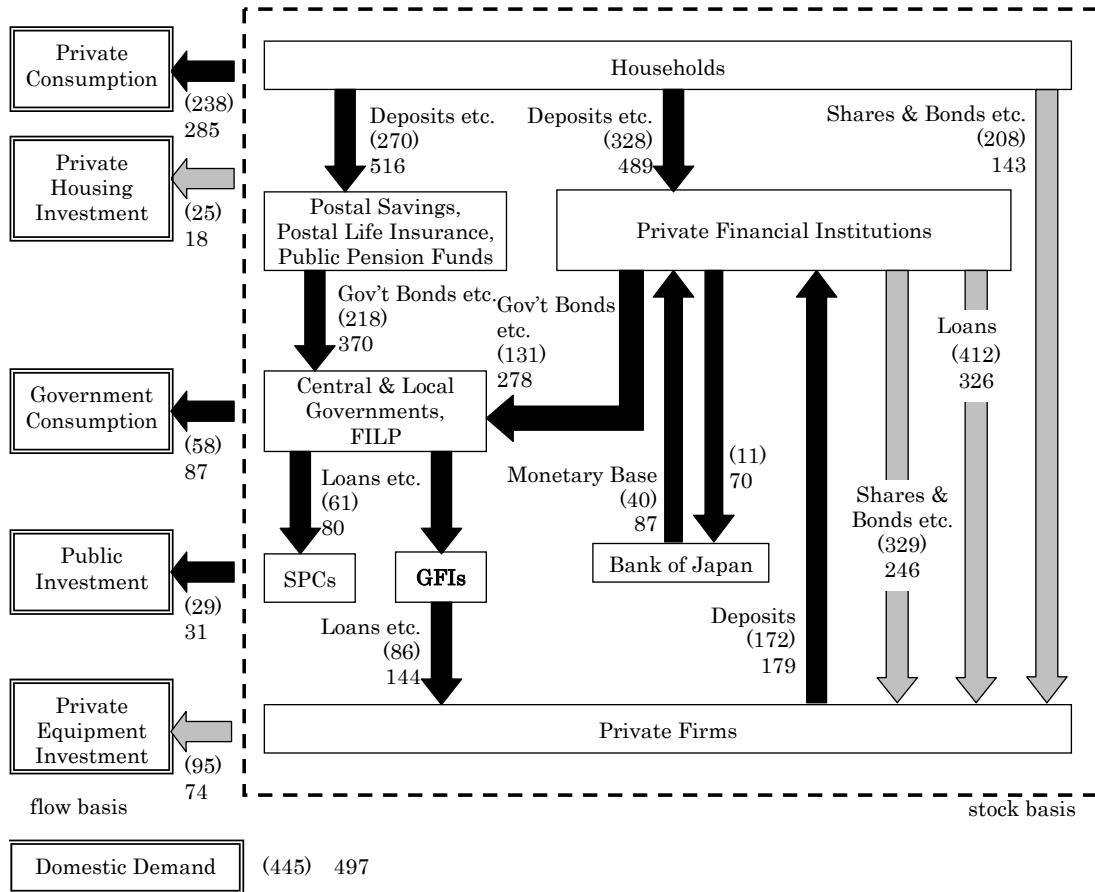 Private
Consumption
(238)
285
Households
Deposits etc.
(270)
516
Deposits etc.
(328)
489
Shares & Bonds etc.
(208)
143
Private
Housing
Investment
(25)
18
Postal Savings,
Postal Life Insurance,
Public Pension Funds
Private Financial Institutions
Gov't Bonds etc.
(218)
370
Gov't Bonds
etc.
(131)
278
Loans
(412)
326
Government
Consumption
(58)
87
Central & Local
Governments,
FILP
Loans etc.
(61)
80
Monetary Base
(40)
87
(11)
70
Shares &
Bonds etc.
(329)
246
Public
Investment
(29)
31
SPCs
GFIs
Bank of Japan
Loans etc.
(86)
144
Deposits
(172)
179
Private
Equipment
Investment
(95)
74
Private Firms
flow basis
stock basis
Domestic Demand (445) 497